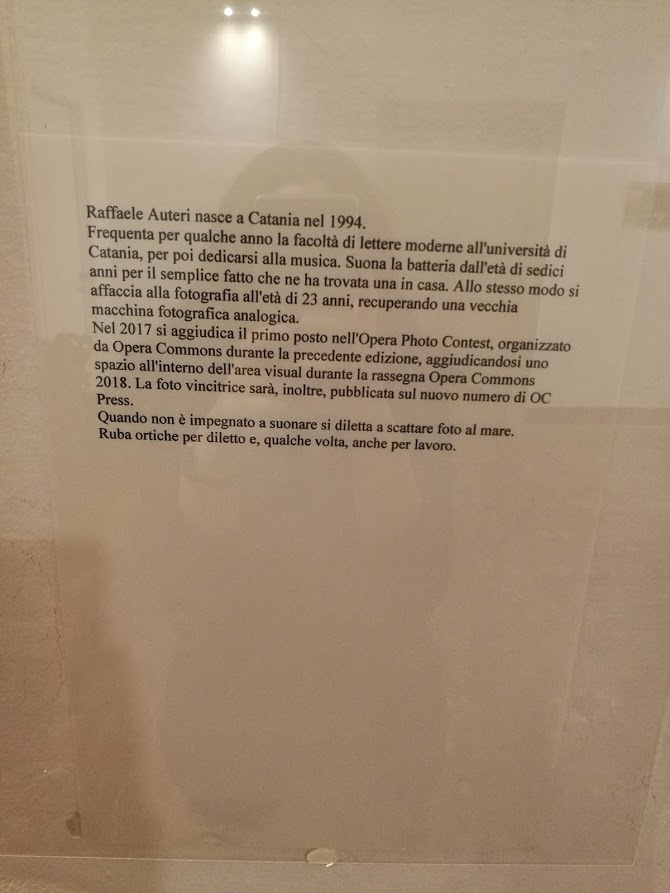 Raffaele Auteri nasce a Catania nel 1994.
Frequenta per qualche anno la facoltà di lettere moderne all'università di
Catania, per poi dedicarsi alla musica. Suona la batteria dall'età di sedici
anni per il semplice fatto che ne ha trovata una in casa. Allo stesso modo si
affaccia alla fotografia all'età di 23 anni, recuperando una vecchia
macchina fotografica analogica.
Nel 2017 si aggiudica il primo posto nell'Opera Photo Contest, organizzato
da Opera Commons durante la precedente edizione, aggiudicandosi uno
spazio all'interno dell'area visual durante la rassegna Opera Commons
2018. La foto vincitrice sarà, inoltre, pubblicata sul nuovo numero di OC
Press.
Quando non è impegnato a suonare si diletta a scattare foto al mare.
Ruba ortiche per diletto e, qualche volta, anche per lavoro.